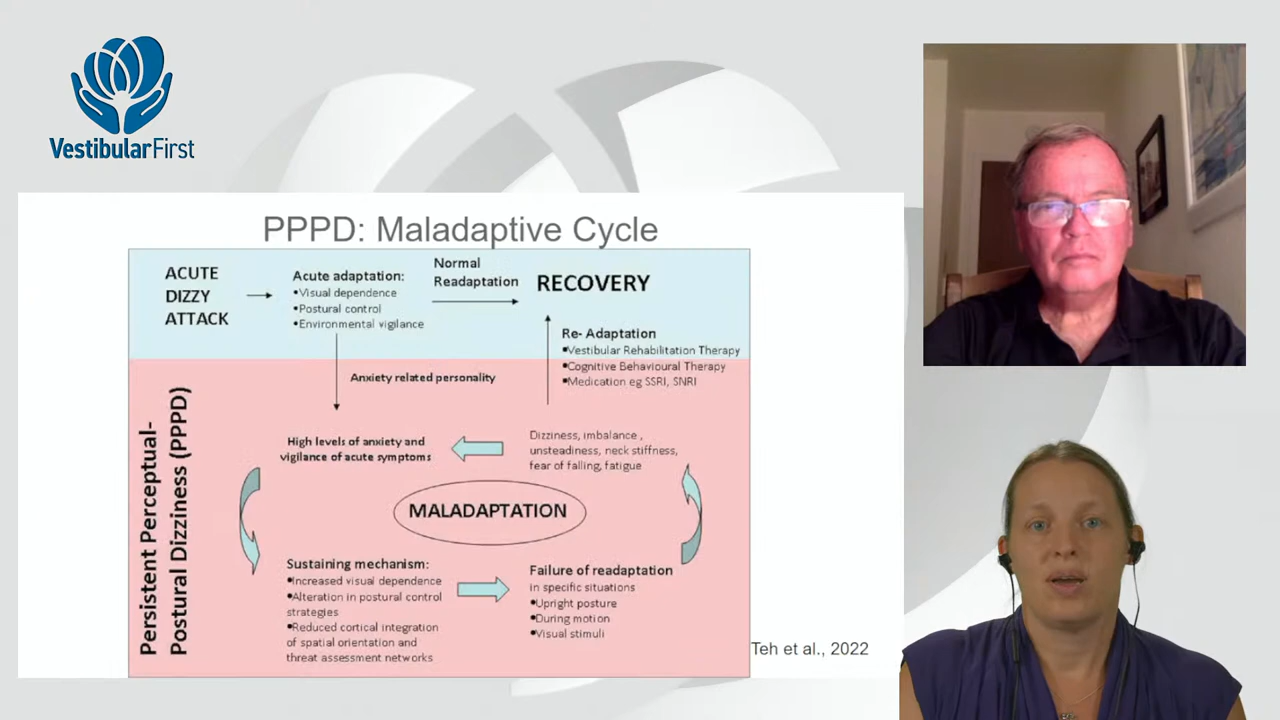 VestibularFirst
PPPD: Maladaptive Cycle
ACUTE
DIZZY
ATTACK
Acute adaptation:
•Visual dependence
•Postural control
•Environmental vigilance
Normal
Readaptation
RECOVERY
Re- Adaptation
•Vestibular Rehabilitation Therapy
•Cognitive Behavioural Therapy
•Medication eg SSRI, SNRI
Anxiety related personality
Persistent Perceptual-
Postural Dizziness (PPPD)
High levels of anxiety and
vigilance of acute symptoms
Dizziness, imbalance ,
unsteadiness, neck stiffness,
fear of falling, fatigue
MALADAPTATION
Sustaining mechanism:
•Increased visual dependence
•Alteration in postural control
strategies
•Reduced cortical integration
of spatial orientation and
threat assessment networks
Failure of readaptation
in specific situations
•Upright posture
•During motion
•Visual stimuli
Teh et al., 2022